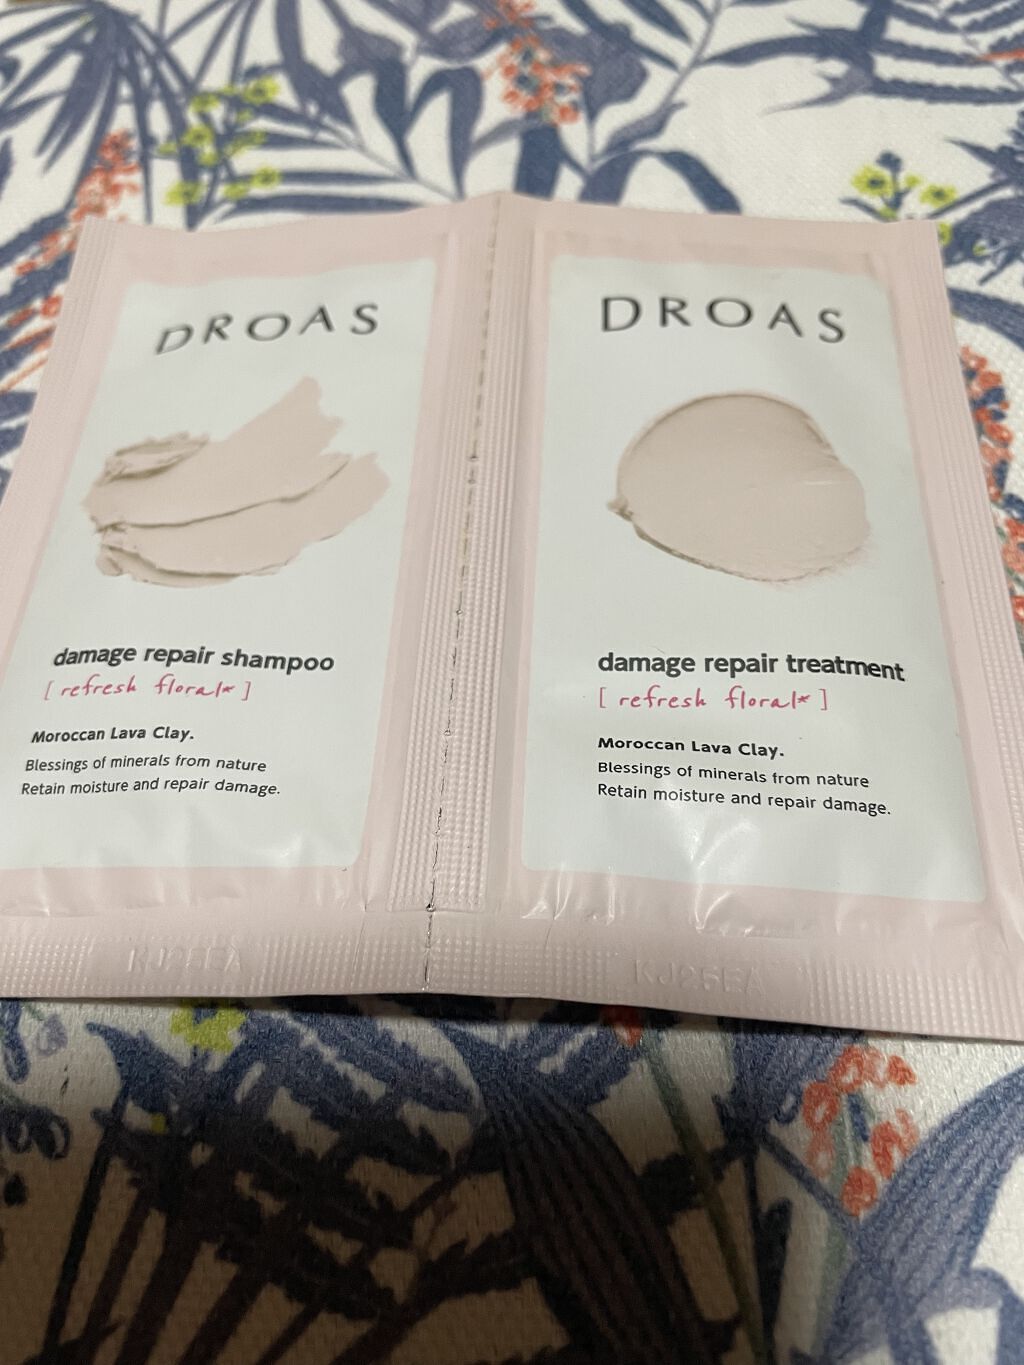 DROAS
damage repair shampoo
[ refresh floral* ]
Moroccan Lava Clay.
Blessings of minerals from nature
Retain moisture and repair damage.
DROAS
damage repair treatment
[ refresh floral* ]
Moroccan Lava Clay.
Blessings of minerals from nature
Retain moisture and repair damage.
KJ25EA